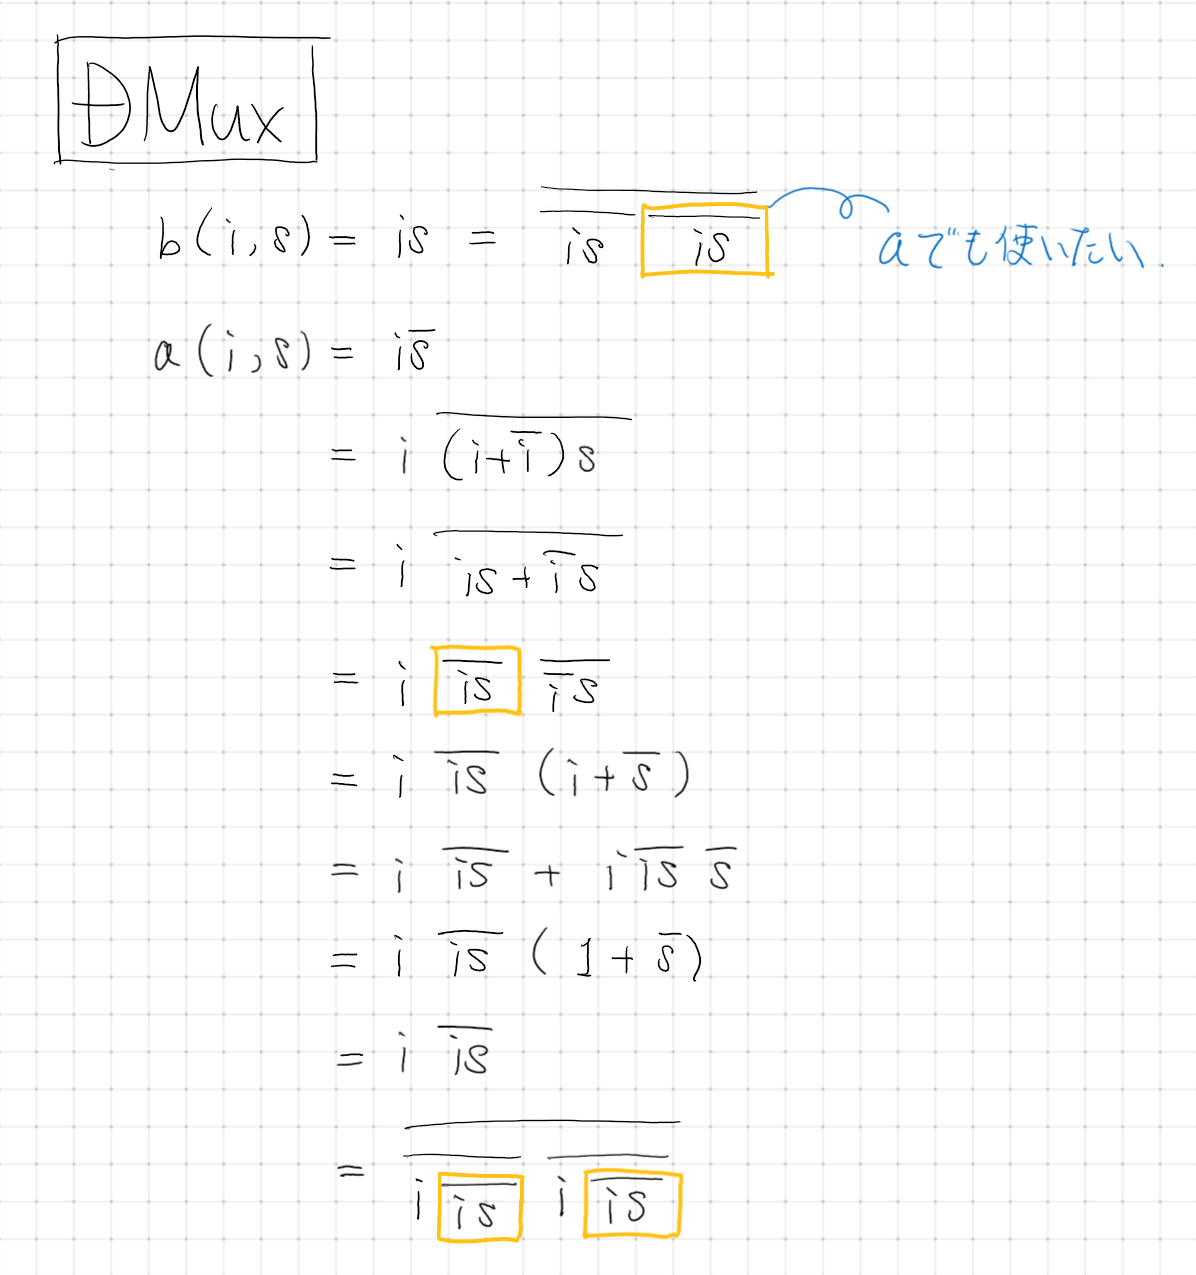 DMux
b(i,s) = is = \overline{\overline{is} \overline{is}}
aでも使いたい.
a(i,s) = i\overline{s}
= i \overline{(i+\overline{i})s}
= i \overline{is+\overline{i}s}
= i \overline{is} \overline{\overline{i}s}
= i \overline{is} (i+\overline{s})
= i \overline{is} + i \overline{is} \overline{s}
= i \overline{is} (1+\overline{s})
= i \overline{is}
= \overline{\overline{i \overline{is}} \overline{i \overline{is}}}